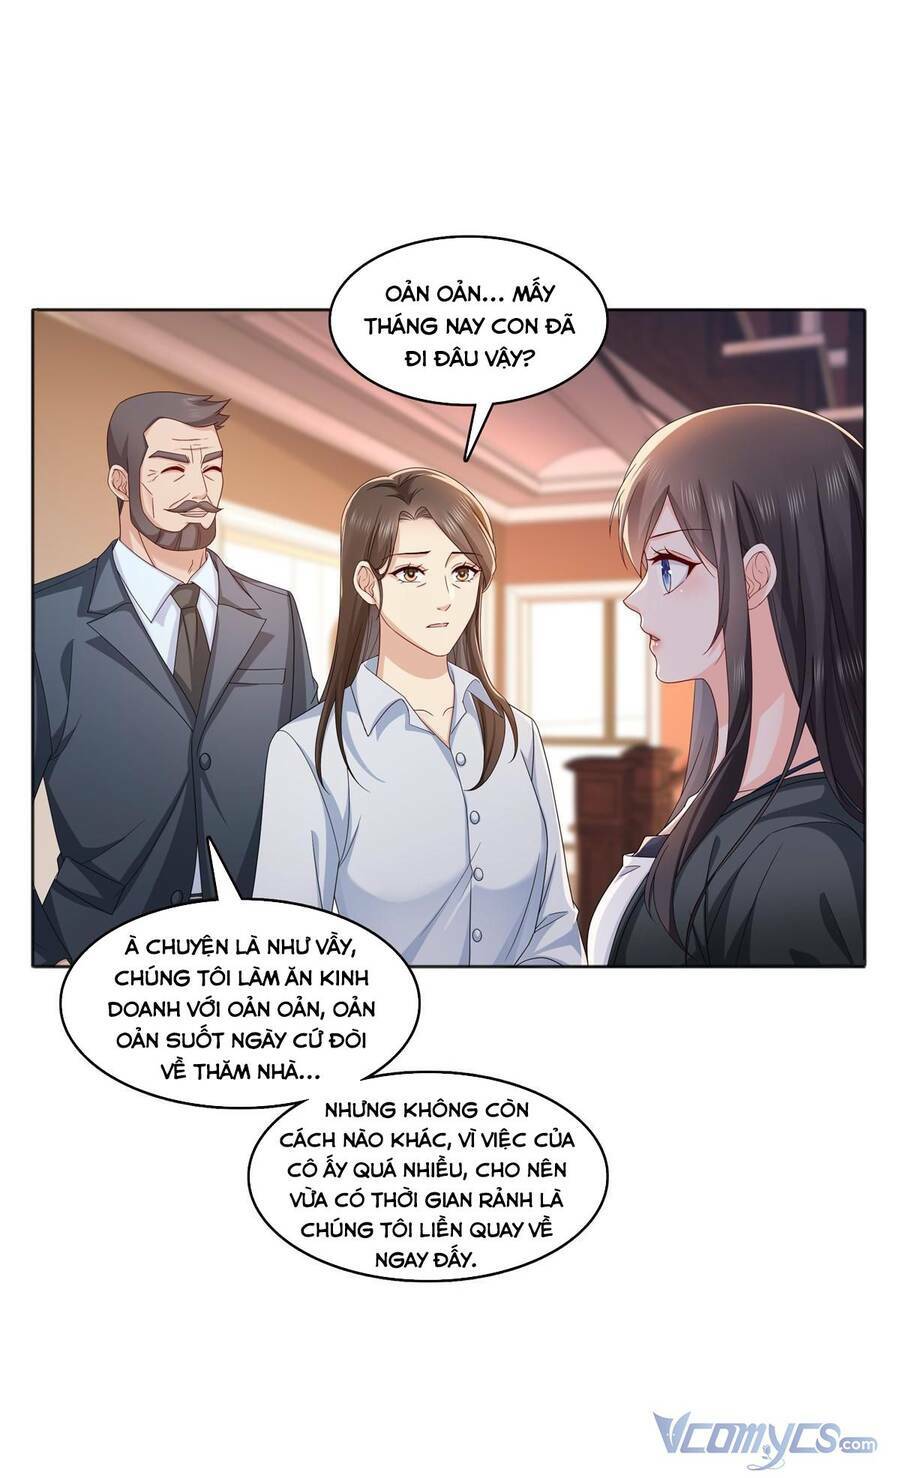 OẢN OẢN... MẤY
THÁNG NAY CON ĐÃ
ĐI ĐÂU VẬY?
À CHUYỆN LÀ NHƯ VẦY,
CHÚNG TÔI LÀM ĂN KINH
DOANH VỚI OẢN OẢN, OẢN
OẢN SUỐT NGÀY CỨ ĐÒI
VỀ THĂM NHÀ...
NHƯNG KHÔNG CÒN
CÁCH NÀO KHÁC, VÌ VIỆC CỦA
CÔ ẤY QUÁ NHIỀU, CHO NÊN
VỪA CÓ THỜI GIAN RẢNH LÀ
CHÚNG TÔI LIỀN QUAY VỀ
NGAY ĐẤY.
VCOMYCS.com